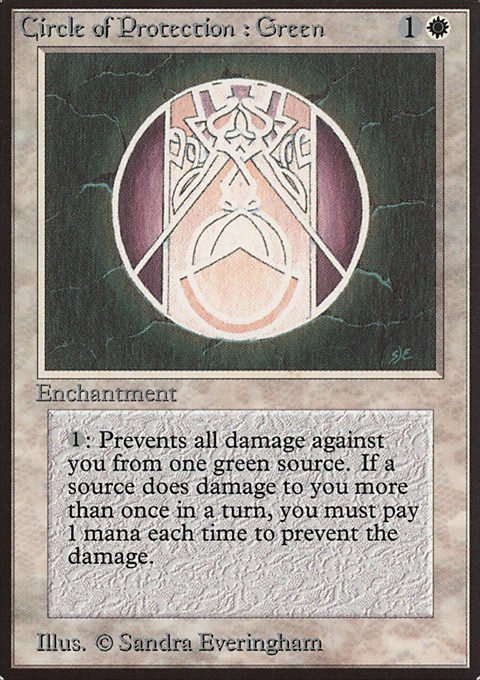 Circle of Protection : Green 1
SJE
Enchantment
1: Prevents all damage against
you from one green source. If a
source does damage to you more
than once in a turn, you must pay
1 mana each time to prevent the
damage.
Illus. © Sandra Everingham